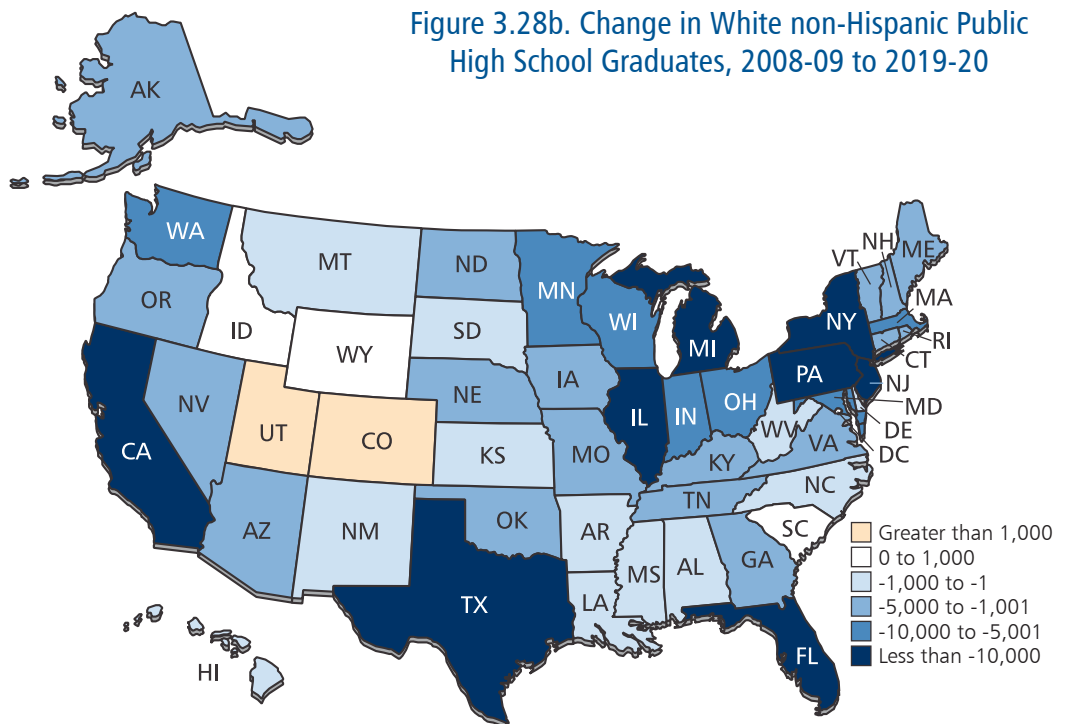 Figure 3.28b. Change in White non-Hispanic Public
High School Graduates, 2008-09 to 2019-20
AK
WA
MT
ND
MN
VT
NH
ME
OR
ID
SD
WI
MI
NY
MA
WY
RI
CT
NV
UT
CO
NE
IA
IL
IN
OH
PA
NJ
MD
DE
DC
CA
KS
MO
KY
WV
VA
AZ
NM
OK
AR
TN
NC
SC
TX
LA
MS
AL
GA
FL
HI
Greater than 1,000
0 to 1,000
-1,000 to -1
-5,000 to -1,001
-10,000 to -5,001
Less than -10,000